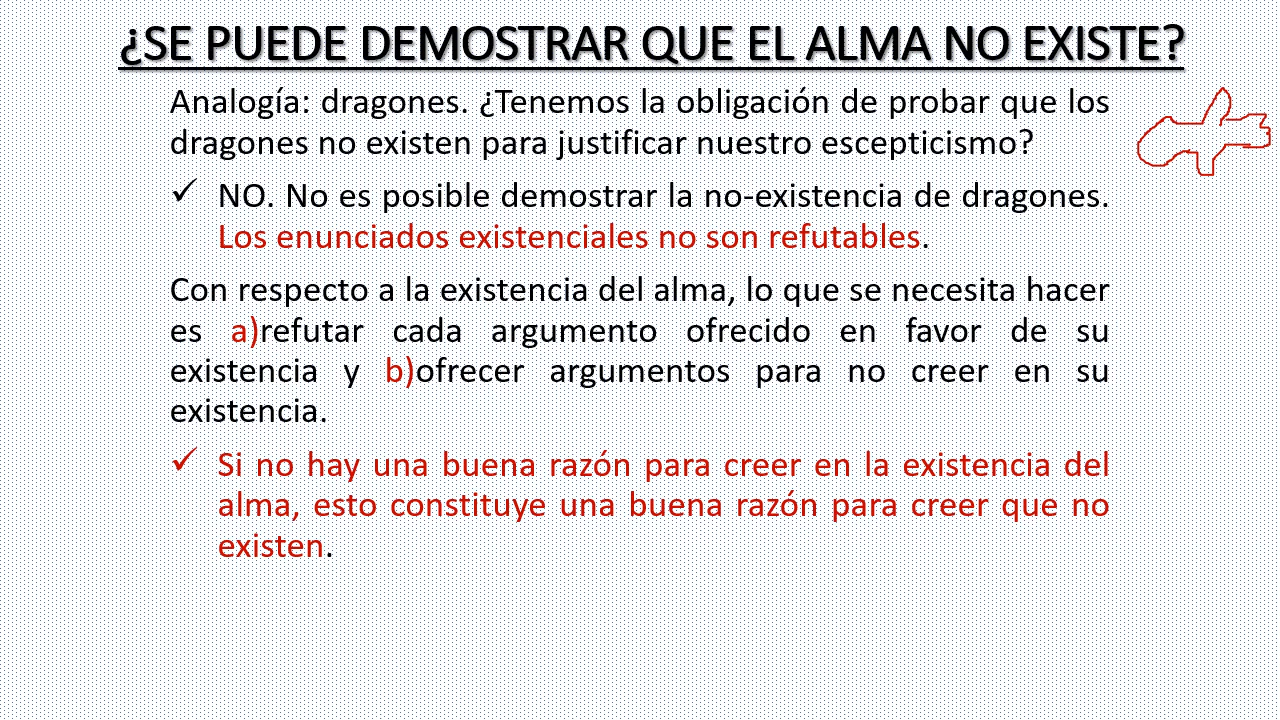 ¿SE PUEDE DEMOSTRAR QUE EL ALMA NO EXISTE?
Analogía: dragones. ¿Tenemos la obligación de probar que los
dragones no existen para justificar nuestro escepticismo?
✓ NO. No es posible demostrar la no-existencia de dragones.
Los enunciados existenciales no son refutables.
Con respecto a la existencia del alma, lo que se necesita hacer
es a)refutar cada argumento ofrecido en favor de su
existencia y b)ofrecer argumentos para no creer en su
existencia.
✓ Si no hay una buena razón para creer en la existencia del
alma, esto constituye una buena razón para creer que no
existen.